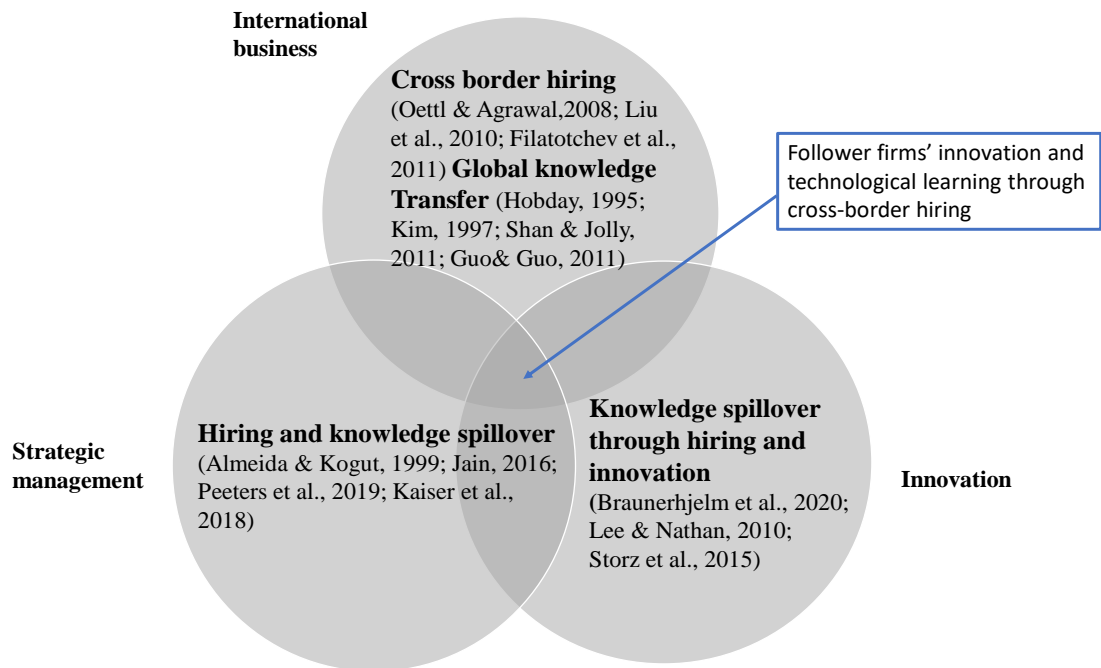 International
business
Cross border hiring
(Oettl & Agrawal,2008; Liu
et al., 2010; Filatotchev et al.,
2011) Global knowledge
Transfer (Hobday, 1995;
Kim, 1997; Shan & Jolly,
2011; Guo& Guo, 2011)
Follower firms’ innovation and
technological learning through
cross-border hiring
Strategic
management
Hiring and knowledge spillover
(Almeida & Kogut, 1999; Jain, 2016;
Peeters et al., 2019; Kaiser et al.,
2018)
Knowledge spillover
through hiring and
innovation
(Braunerhjelm et al., 2020;
Lee & Nathan, 2010;
Storz et al., 2015)
Innovation